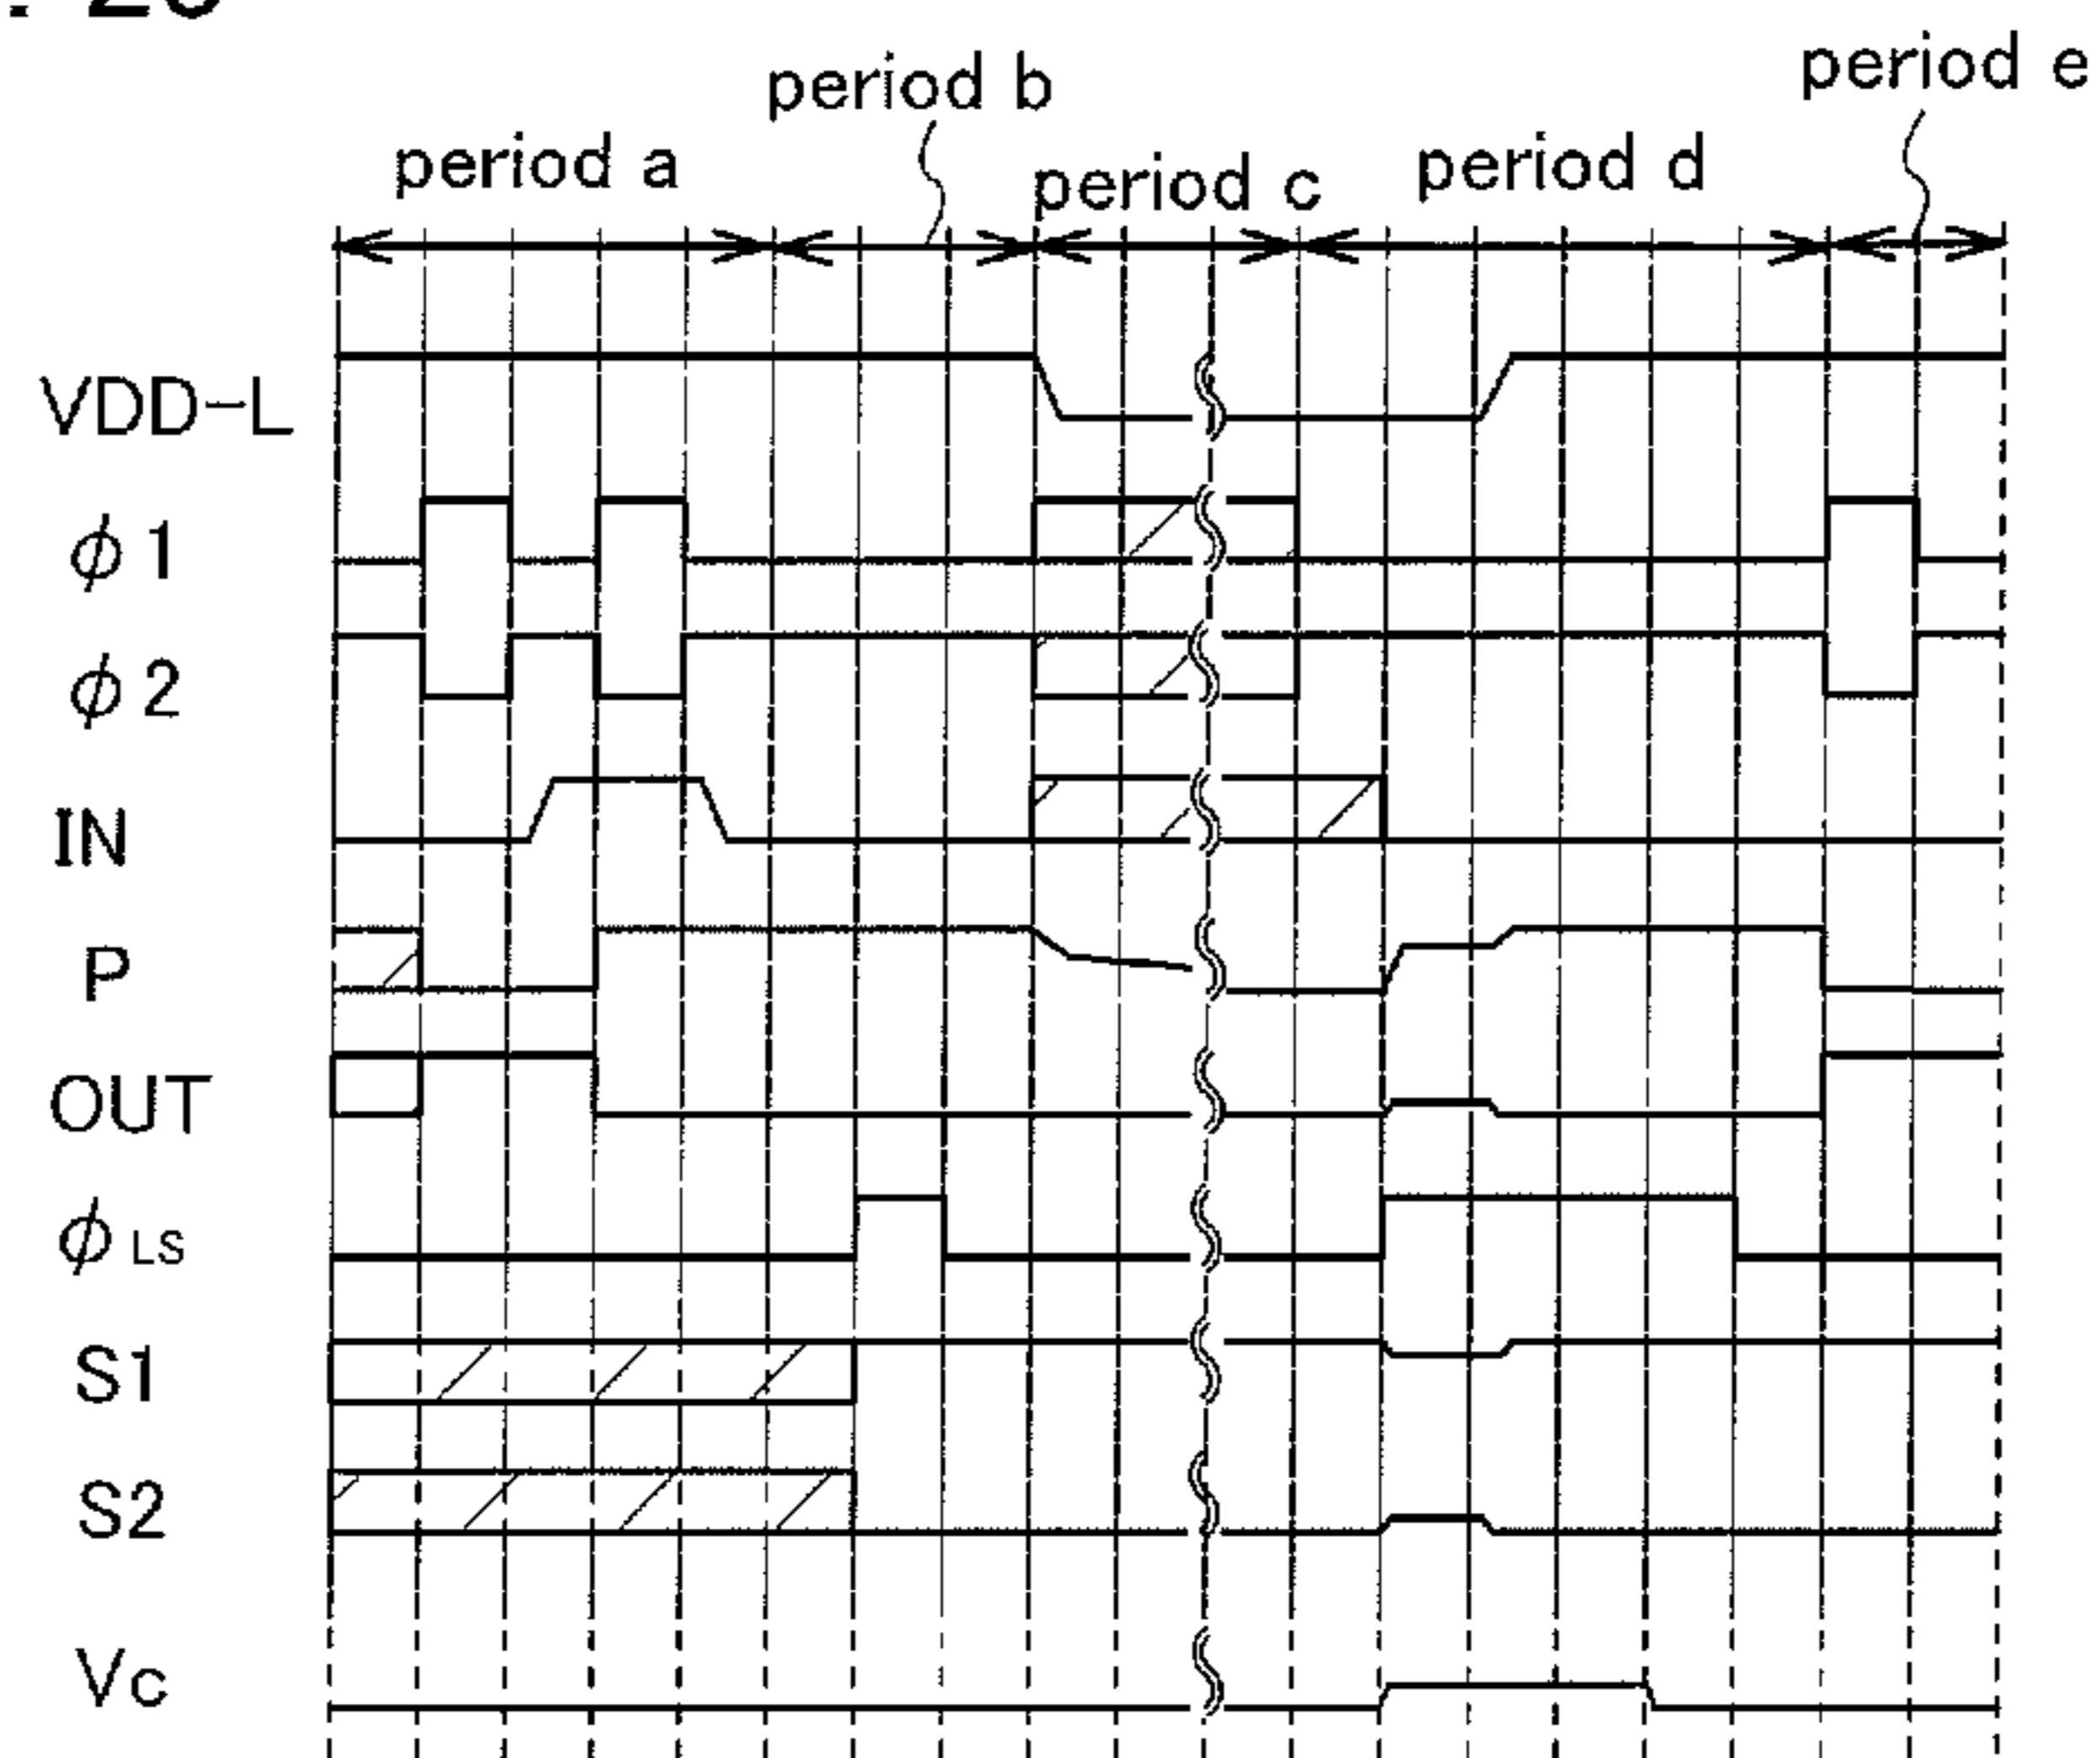 period b
period e
period a
period c
period d
VDD-L
ϕ1
ϕ2
IN
P
OUT
ϕLS
S1
S2
Vc